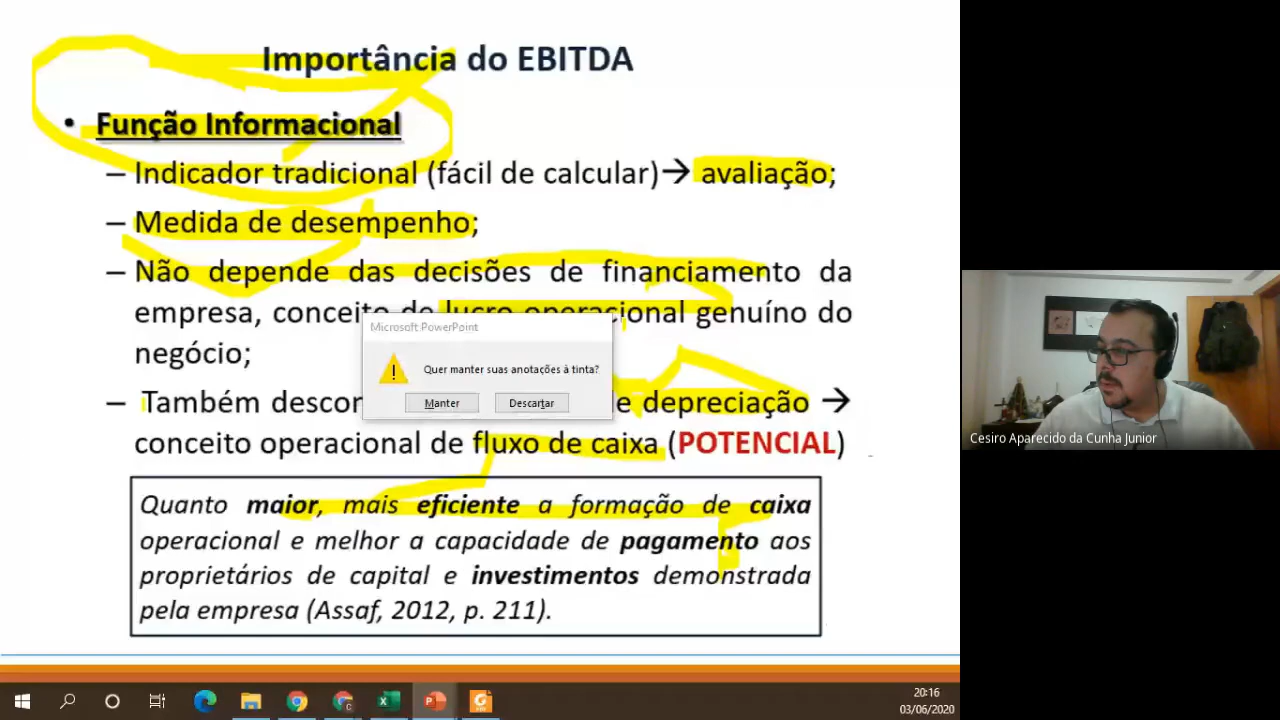 Importância do EBITDA
• Função Informacional
– Indicador tradicional (fácil de calcular)→ avaliação;
– Medida de desempenho;
– Não depende das decisões de financiamento da
empresa, conceito de lucro operacional genuíno do
negócio;
– Também descon e depreciação →
conceito operacional de fluxo de caixa (POTENCIAL)
Quanto maior, mais eficiente a formação de caixa
operacional e melhor a capacidade de pagamento aos
proprietários de capital e investimentos demonstrada
pela empresa (Assaf, 2012, p. 211).
Microsoft PowerPoint
Quer manter suas anotações à tinta?
Manter Descartar
Cesiro Aparecido da Cunha Junior
20:16
03/06/2020